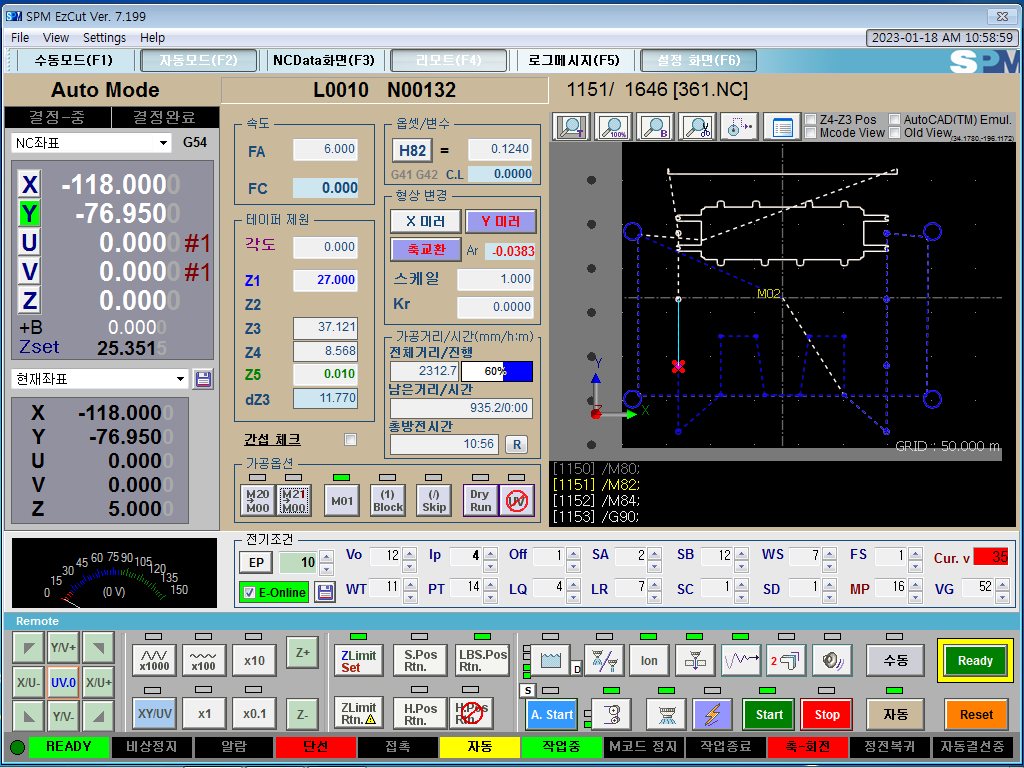 SPM EzCut Ver. 7.199
File View Settings Help
2023-01-18 AM 10:58:59
수동모드(F1) 자동모드(F2) NCData화면(F3) 리모트(F4) 로그메시지(F5) 설정 화면(F6)
SPM
Auto Mode
L0010 N00132
1151/ 1646 [361.NC]
결정-중 결정완료
NC좌표 G54
X -118.0000
Y -76.9500
U 0.0000 #1
V 0.0000 #1
Z 0.0000
+B 0.0000
Zset 25.3515
현재좌표
X -118.0000
Y -76.9500
U 0.0000
V 0.0000
Z 5.0000
속도
FA 6.000
FC 0.000
테이퍼 제원
각도 0.000
Z1 27.000
Z2
Z3 37.121
Z4 8.568
Z5 0.010
dZ3 11.770
간섭 체크
옵셋/변수
H82 = 0.1240
G41 G42 C.L 0.0000
형상 변경
X 미러 Y 미러
축교환 Ar -0.0383
스케일 1.000
Kr 0.0000
가공거리/시간(mm/h:m)
전체거리/진행
2312.7 60%
남은거리/시간
935.2/0:00
총방전시간
10:56 R
가공옵션
M20 M00 M21 M00 M01 (1) Block (/) Skip Dry Run UV
T 100% B
Z4-Z3 Pos AutoCAD(TM) Emul.
Mcode View Old View
/34.1780,-196.1172/
M02
Y
X
Z
GRID : 50.000 m
[1150] /M80;
[1151] /M82;
[1152] /M84;
[1153] /G90;
0 15 30 45 60 75 90 105 120 135 150
(0 V)
전기조건
EP 10 Vo 12 Ip 4 Off 1 SA 2 SB 12 WS 7 FS 1 Cur. v 35
E-Online WT 11 PT 14 LQ 4 LR 7 SC 1 SD 1 MP 16 VG 52
Remote
Y/V+
X/U- UV.0 X/U+
Y/V-
x1000 x100 x10 Z+
XY/UV x1 x0.1 Z-
ZLimit Set S.Pos Rtn. LBS.Pos Rtn.
ZLimit Rtn. H.Pos Rtn. H.Pos Rtn.
D Ion 2 수동 Ready
S A. Start Start Stop 자동 Reset
READY 비상정지 알람 단선 접촉 자동 작업중 M코드 정지 작업종료 축-회전 정전복귀 자동결선중